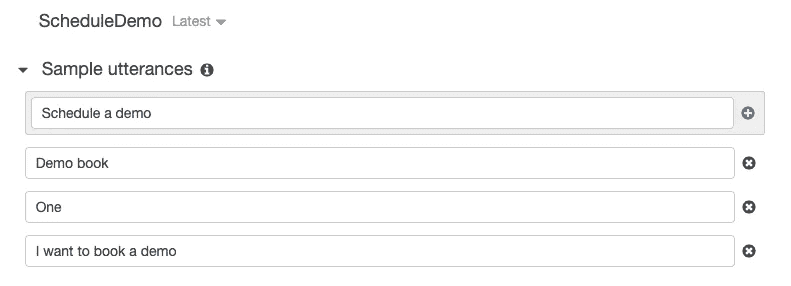 ScheduleDemo Latest
Sample utterances
Schedule a demo
Demo book
One
I want to book a demo